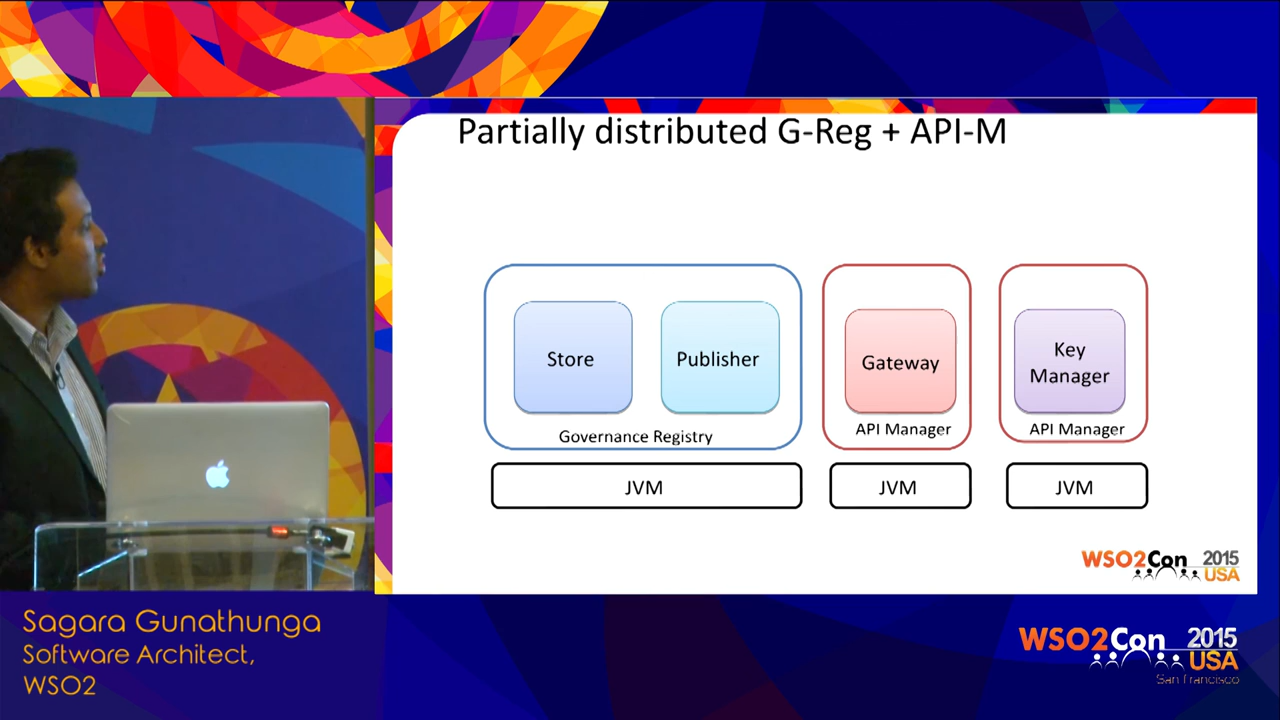 Partially distributed G-Reg + API-M
Store
Publisher
Gateway
Key
Manager
Governance Registry
API Manager
API Manager
JVM
JVM
JVM
WSO2Con 2015
USA
Sagara Gunathunga
Software Architect,
WSO2
WSO2Con 2015
USA
San Francisco